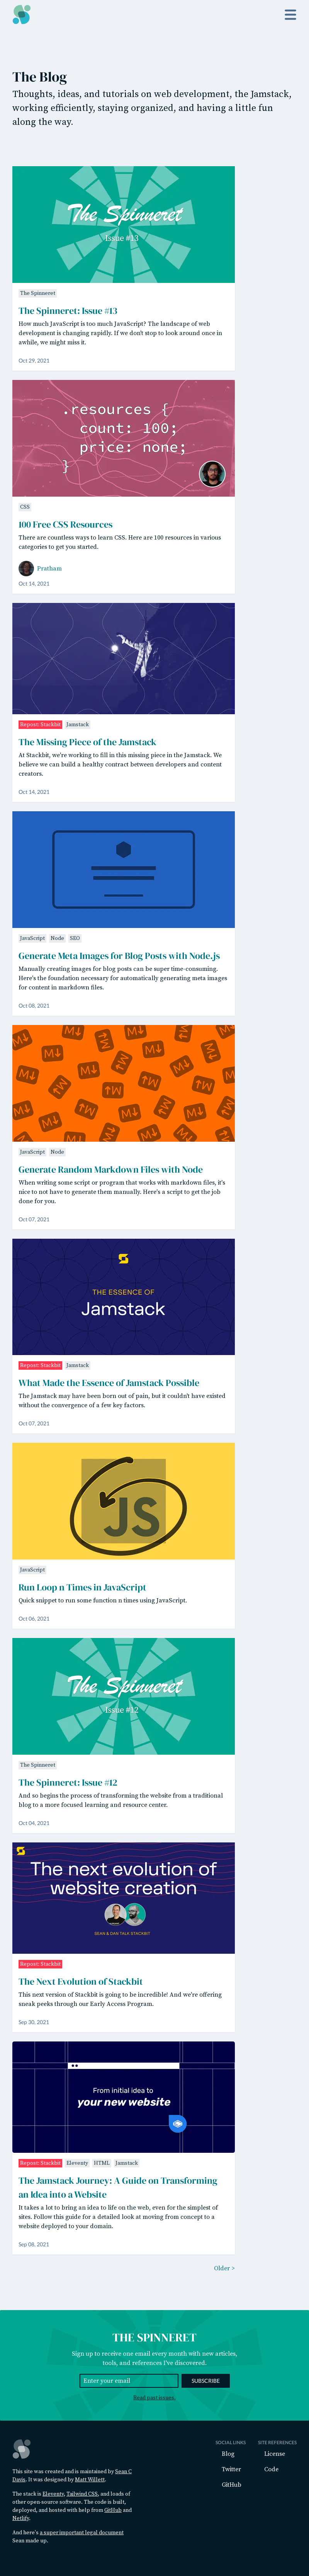 The Blog
Thoughts, ideas, and tutorials on web development, the Jamstack,
working efficiently, staying organized, and having a little fun
along the way.
The Spinneret
Issue #13
The Spinneret
The Spinneret: Issue #13
How much JavaScript is too much JavaScript? The landscape of web
development is changing rapidly. If we don't stop to look around once in
awhile, we might miss it.
Oct 29, 2021
.resources {
count: 100;
price: none;
}
CSS
100 Free CSS Resources
There are countless ways to learn CSS. Here are 100 resources in various
categories to get you started.
Pratham
Oct 14, 2021
Repost: Stackbit Jamstack
The Missing Piece of the Jamstack
At Stackbit, we're working to fill in this missing piece in the Jamstack. We
believe we can build a healthy contract between developers and content
creators.
Oct 14, 2021
JavaScript Node SEO
Generate Meta Images for Blog Posts with Node.js
Manually creating images for blog posts can be super time-consuming.
Here's the foundation necessary for automatically generating meta images
for content in markdown files.
Oct 08, 2021
JavaScript Node
Generate Random Markdown Files with Node
When writing some script or program that works with markdown files, it's
nice to not have to generate them manually. Here's a script to get the job
done for you.
Oct 07, 2021
THE ESSENCE OF
Jamstack
Repost: Stackbit Jamstack
What Made the Essence of Jamstack Possible
The Jamstack may have been born out of pain, but it couldn't have existed
without the convergence of a few key factors.
Oct 07, 2021
JS
JavaScript
Run Loop n Times in JavaScript
Quick snippet to run some function n times using JavaScript.
Oct 06, 2021
The Spinneret
Issue #12
The Spinneret
The Spinneret: Issue #12
And so begins the process of transforming the website from a traditional
blog to a more focused learning and resource center.
Oct 04, 2021
The next evolution of
website creation
SEAN & DAN TALK STACKBIT
Repost: Stackbit
The Next Evolution of Stackbit
This next version of Stackbit is going to be incredible! And we're offering
sneak peeks through our Early Access Program.
Sep 30, 2021
From initial idea to
your new website
Repost: Stackbit Eleventy HTML Jamstack
The Jamstack Journey: A Guide on Transforming
an Idea into a Website
It takes a lot to bring an idea to life on the web, even for the simplest of
sites. Follow this guide for a detailed look at moving from concept to a
website deployed to your domain.
Sep 08, 2021
Older >
THE SPINNERET
Sign up to receive one email every month with new articles,
tools, and references I've discovered.
Enter your email SUBSCRIBE
Read past issues.
This site was created and is maintained by Sean C
Davis. It was designed by Matt Willett.
The stack is Eleventy, Tailwind CSS, and loads of
other open-source software. The code is built,
deployed, and hosted with help from GitHub and
Netlify.
And here's a super important legal document
Sean made up.
SOCIAL LINKS
Blog
Twitter
GitHub
SITE REFERENCES
License
Code